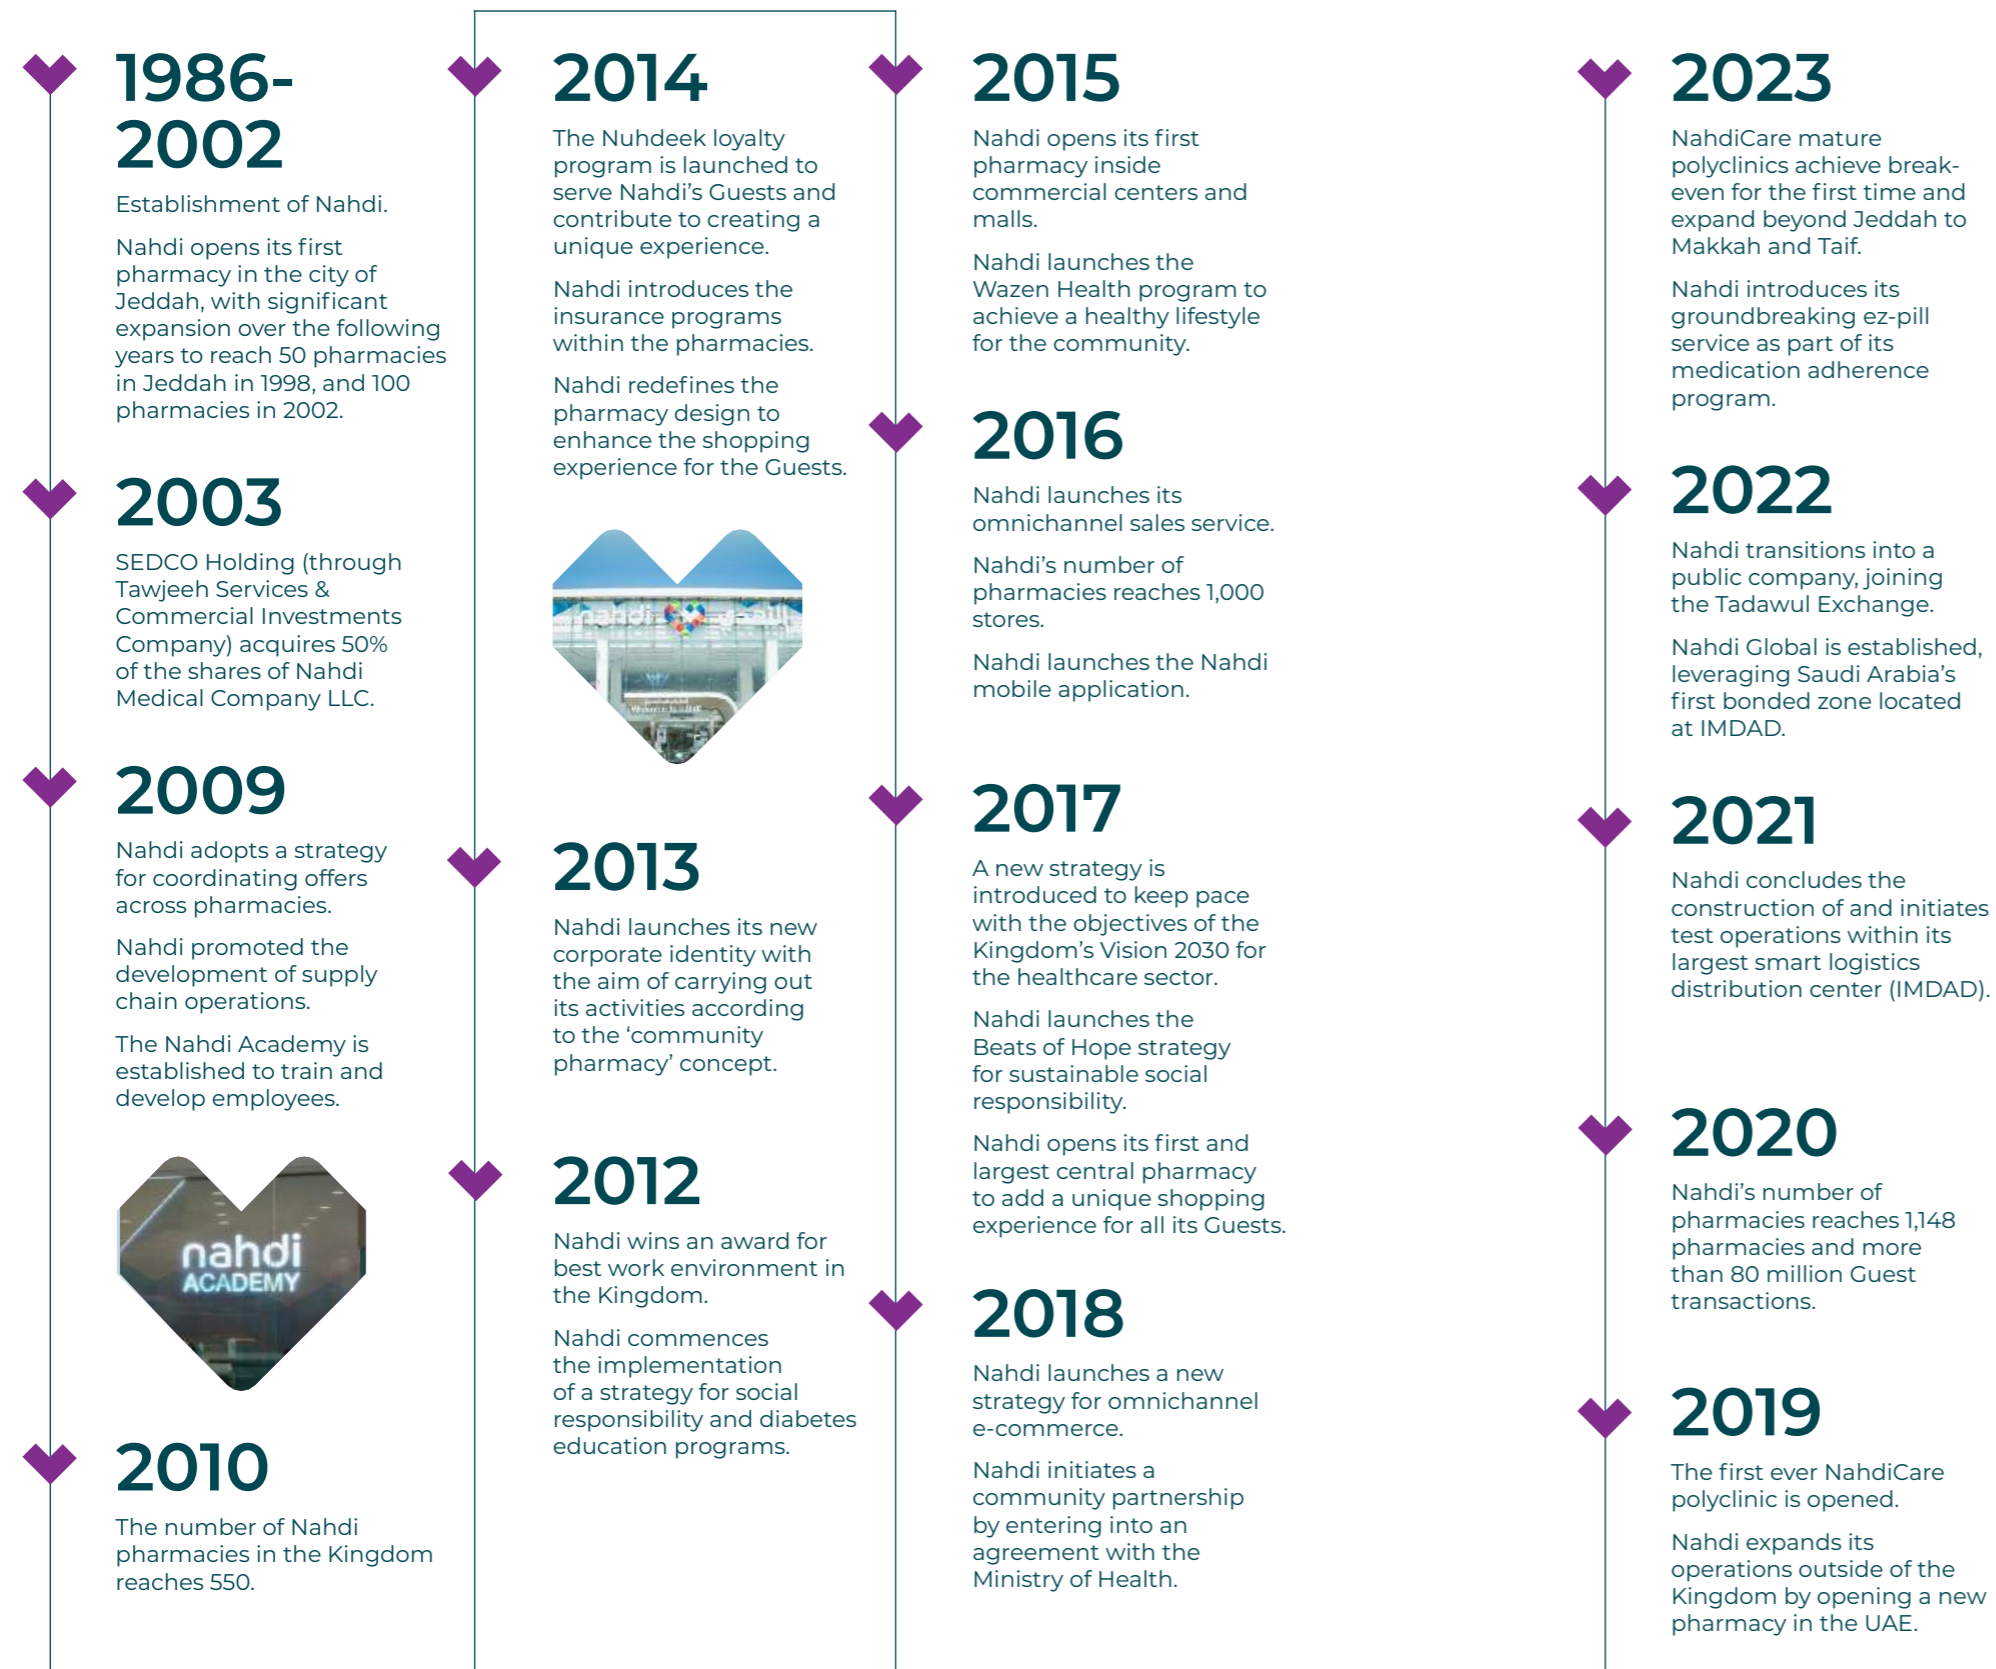 1986-
2002
Establishment of Nahdi.
Nahdi opens its first
pharmacy in the city of
Jeddah, with significant
expansion over the following
years to reach 50 pharmacies
in Jeddah in 1998, and 100
pharmacies in 2002.
2003
SEDCO Holding (through
Tawjeeh Services &
Commercial Investments
Company) acquires 50%
of the shares of Nahdi
Medical Company LLC.
2009
Nahdi adopts a strategy
for coordinating offers
across pharmacies.
Nahdi promoted the
development of supply
chain operations.
The Nahdi Academy is
established to train and
develop employees.
nahdi
ACADEMY
2010
The number of Nahdi
pharmacies in the Kingdom
reaches 550.
2014
The Nuhdeek loyalty
program is launched to
serve Nahdi’s Guests and
contribute to creating a
unique experience.
Nahdi introduces the
insurance programs
within the pharmacies.
Nahdi redefines the
pharmacy design to
enhance the shopping
experience for the Guests.
nahdi النهدي
2013
Nahdi launches its new
corporate identity with
the aim of carrying out
its activities according
to the ‘community
pharmacy’ concept.
2012
Nahdi wins an award for
best work environment in
the Kingdom.
Nahdi commences
the implementation
of a strategy for social
responsibility and diabetes
education programs.
2015
Nahdi opens its first
pharmacy inside
commercial centers and
malls.
Nahdi launches the
Wazen Health program to
achieve a healthy lifestyle
for the community.
2016
Nahdi launches its
omnichannel sales service.
Nahdi’s number of
pharmacies reaches 1,000
stores.
Nahdi launches the Nahdi
mobile application.
2017
A new strategy is
introduced to keep pace
with the objectives of the
Kingdom’s Vision 2030 for
the healthcare sector.
Nahdi launches the
Beats of Hope strategy
for sustainable social
responsibility.
Nahdi opens its first and
largest central pharmacy
to add a unique shopping
experience for all its Guests.
2018
Nahdi launches a new
strategy for omnichannel
e-commerce.
Nahdi initiates a
community partnership
by entering into an
agreement with the
Ministry of Health.
2023
NahdiCare mature
polyclinics achieve break-
even for the first time and
expand beyond Jeddah to
Makkah and Taif.
Nahdi introduces its
groundbreaking ez-pill
service as part of its
medication adherence
program.
2022
Nahdi transitions into a
public company, joining
the Tadawul Exchange.
Nahdi Global is established,
leveraging Saudi Arabia’s
first bonded zone located
at IMDAD.
2021
Nahdi concludes the
construction of and initiates
test operations within its
largest smart logistics
distribution center (IMDAD).
2020
Nahdi’s number of
pharmacies reaches 1,148
pharmacies and more
than 80 million Guest
transactions.
2019
The first ever NahdiCare
polyclinic is opened.
Nahdi expands its
operations outside of the
Kingdom by opening a new
pharmacy in the UAE.